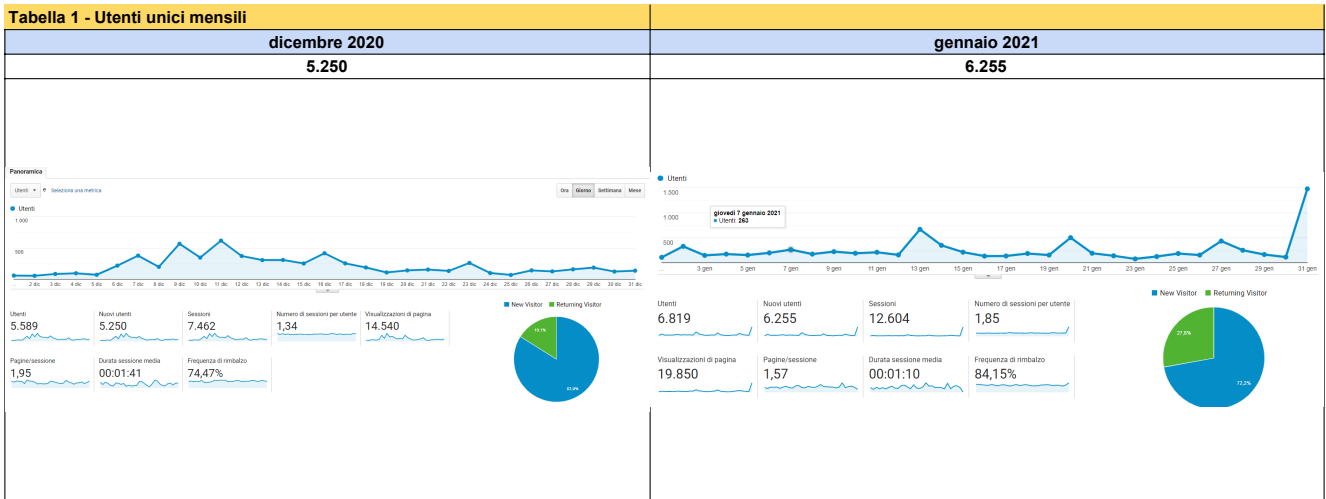 Tabella 1 - Utenti unici mensili
dicembre 2020
gennaio 2021
5.250
6.255
Panoramica
Utenti
Seleziona una metrica
Ora Giorno Settimana Mese
Utenti
1.000
500
... 2 dic 3 dic 4 dic 5 dic 6 dic 7 dic 8 dic 9 dic 10 dic 11 dic 12 dic 13 dic 14 dic 15 dic 16 dic 17 dic 18 dic 19 dic 20 dic 21 dic 22 dic 23 dic 24 dic 25 dic 26 dic 27 dic 28 dic 29 dic 30 dic 31 dic
New Visitor Returning Visitor
Utenti
5.589
Nuovi utenti
5.250
Sessioni
7.462
Numero di sessioni per utente
1,34
Visualizzazioni di pagina
14.540
Pagine/sessione
1,95
Durata sessione media
00:01:41
Frequenza di rimbalzo
74,47%
Utenti
1.500
1.000
500
giovedì 7 gennaio 2021
Utenti: 263
... 3 gen 5 gen 7 gen 9 gen 11 gen 13 gen 15 gen 17 gen 19 gen 21 gen 23 gen 25 gen 27 gen 29 gen 31 gen
New Visitor Returning Visitor
Utenti
6.819
Nuovi utenti
6.255
Sessioni
12.604
Numero di sessioni per utente
1,85
Visualizzazioni di pagina
19.850
Pagine/sessione
1,57
Durata sessione media
00:01:10
Frequenza di rimbalzo
84,15%
27,8%
72,2%